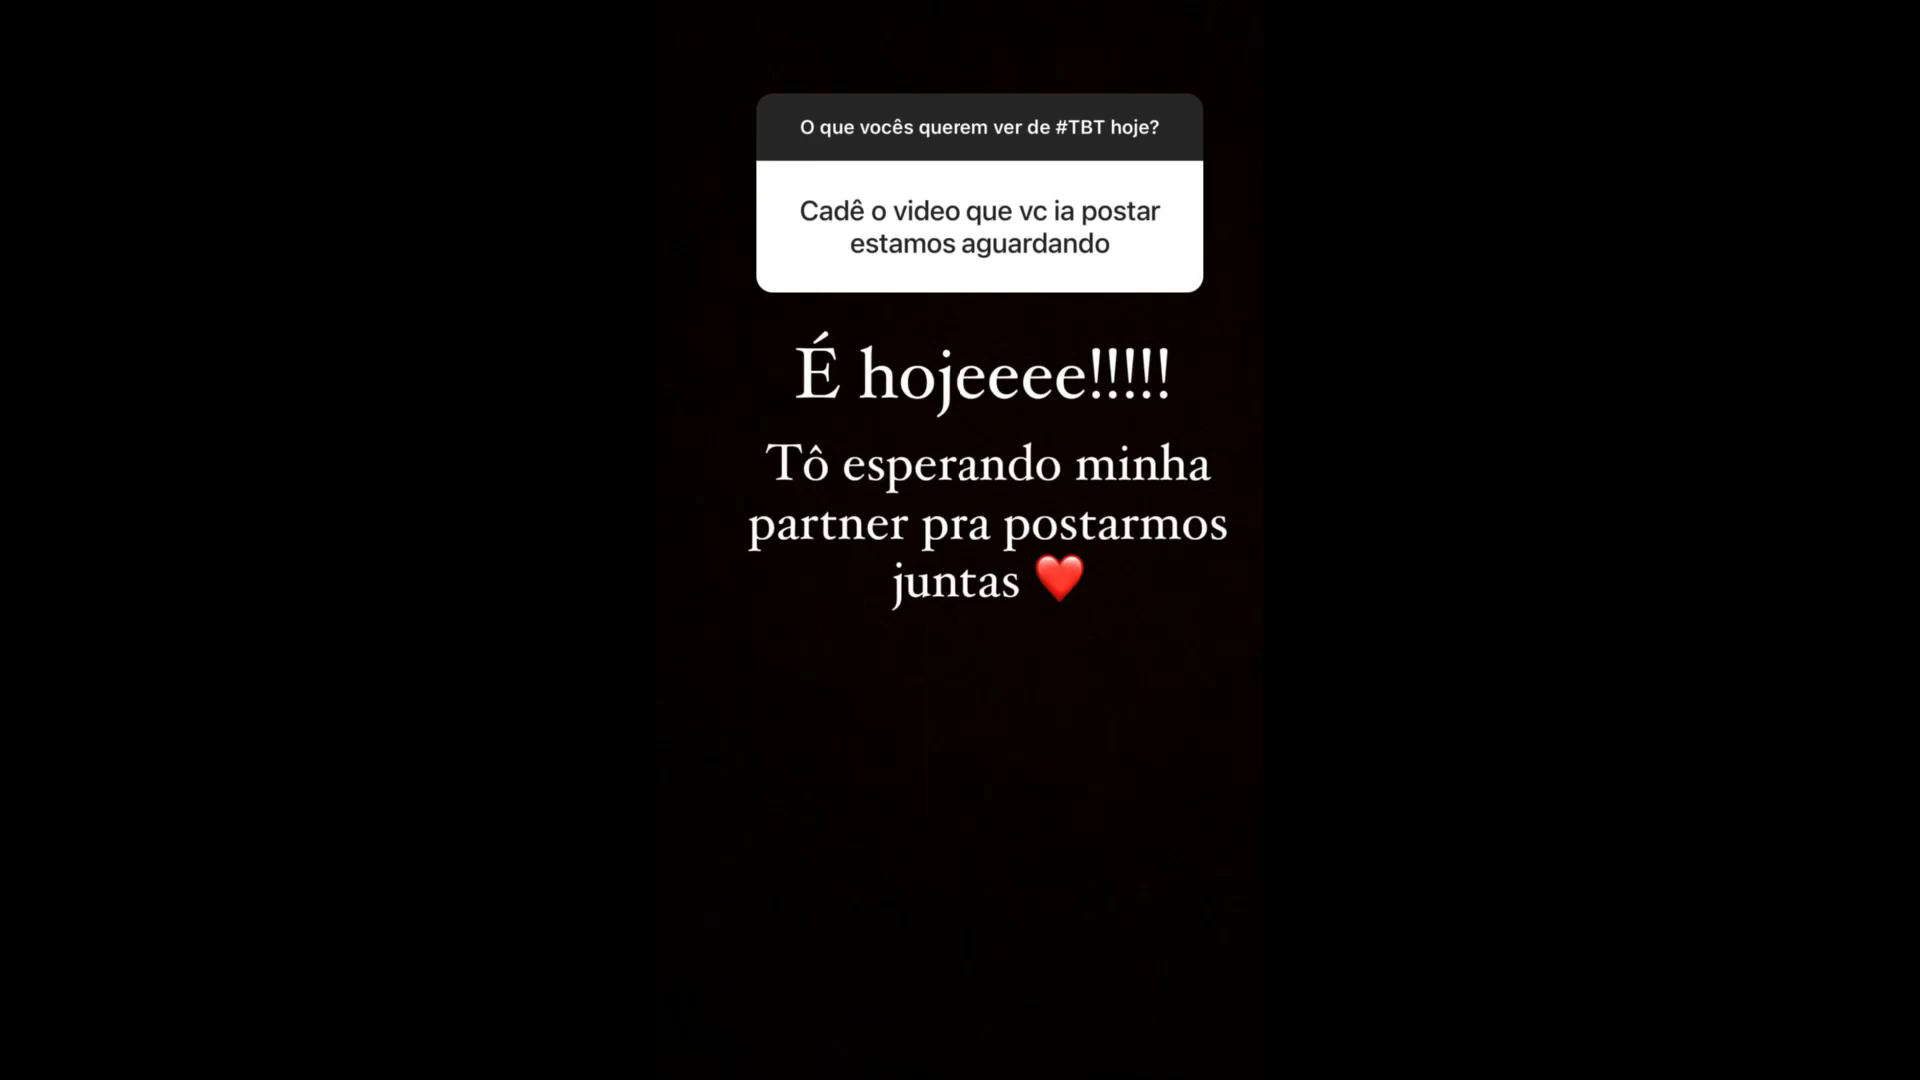 O que vocês querem ver de #TBT hoje?
Cadê o video que vc ia postar
estamos aguardando
É hojeeee!!!!!
Tô esperando minha
partner pra postarmos
juntas ❤️